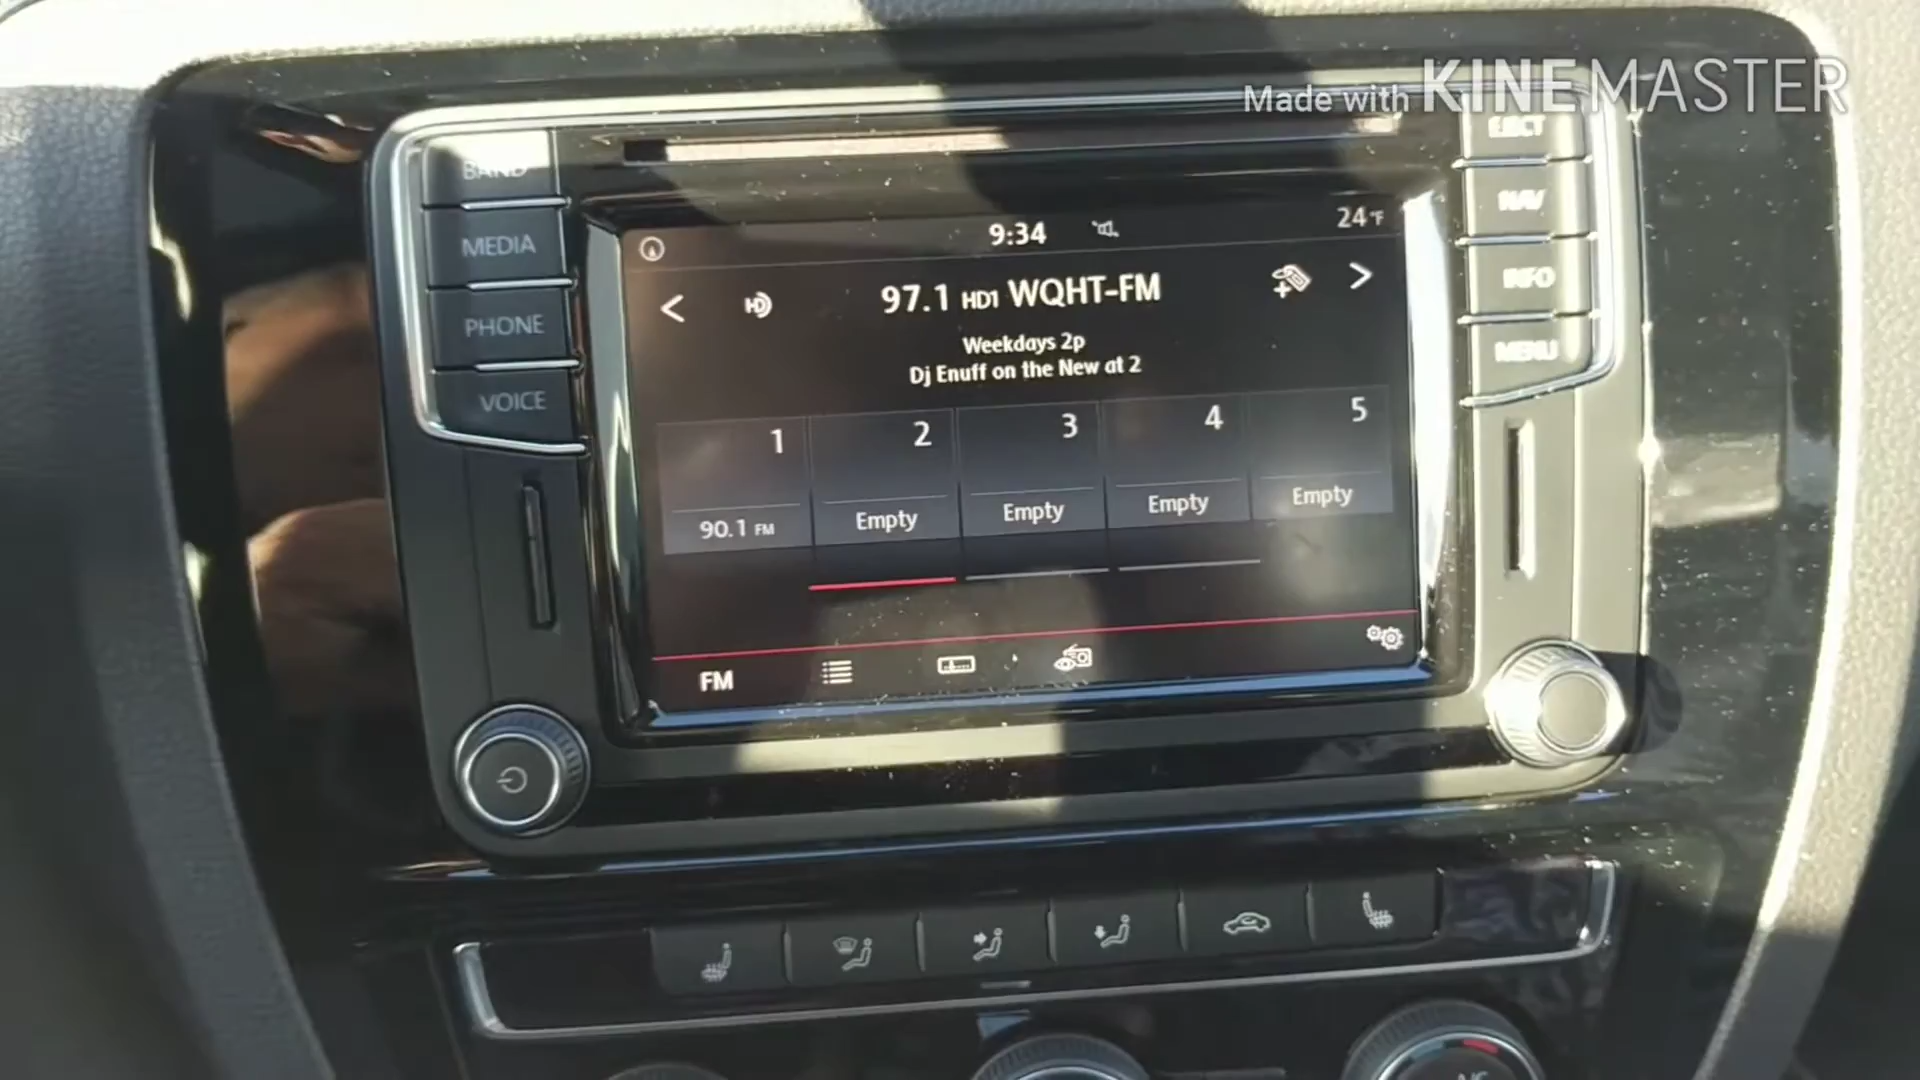 Made with KINEMASTER
BAND
MEDIA
PHONE
VOICE
EJECT
NAV
INFO
MENU
9:34
24°F
HD
97.1 HD1 WQHT-FM
Weekdays 2p
Dj Enuff on the New at 2
1
2
3
4
5
90.1 FM
Empty
Empty
Empty
Empty
FM